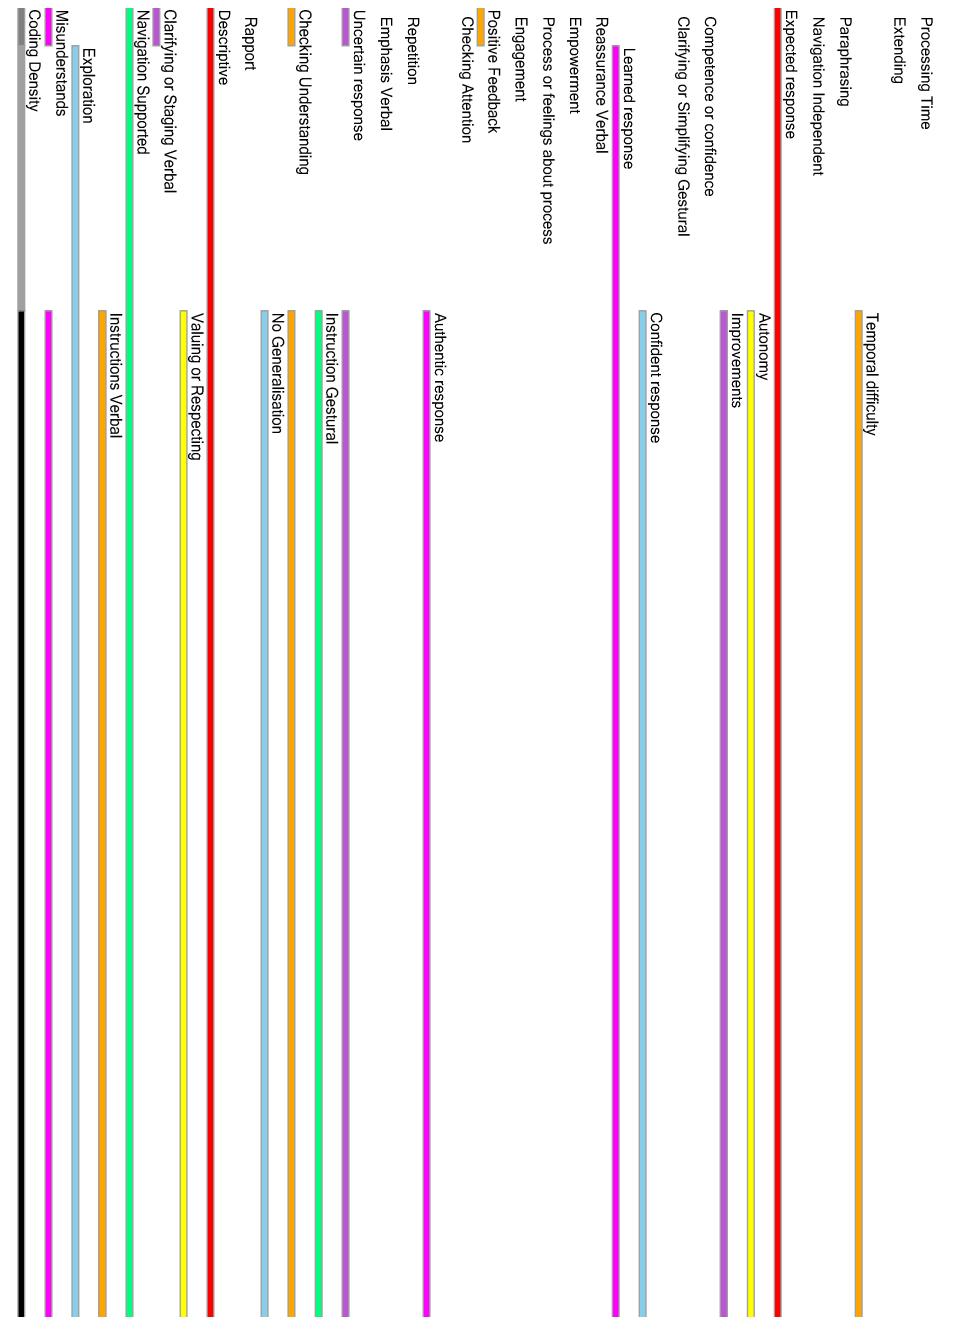 Processing Time
Extending
Temporal difficulty
Paraphrasing
Navigation Independent
Expected response
Autonomy
Improvements
Competence or confidence
Clarifying or Simplifying Gestural
Confident response
Learned response
Reassurance Verbal
Empowerment
Process or feelings about process
Engagement
Positive Feedback
Checking Attention
Authentic response
Repetition
Emphasis Verbal
Uncertain response
Instruction Gestural
Checking Understanding
No Generalisation
Rapport
Descriptive
Valuing or Respecting
Clarifying or Staging Verbal
Navigation Supported
Instructions Verbal
Exploration
Misunderstands
Coding Density